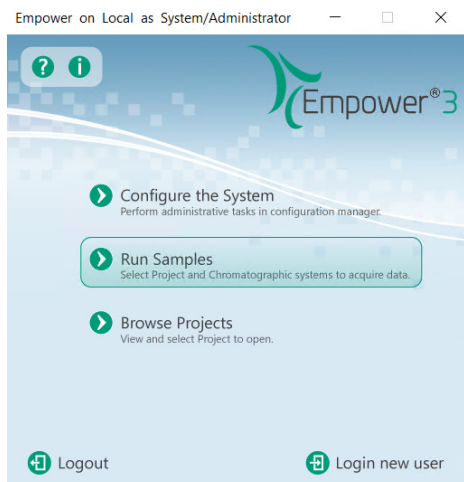 Empower on Local as System/Administrator
? i
Empower®3
Configure the System
Perform administrative tasks in configuration manager.
Run Samples
Select Project and Chromatographic systems to acquire data.
Browse Projects
View and select Project to open.
Logout
Login new user